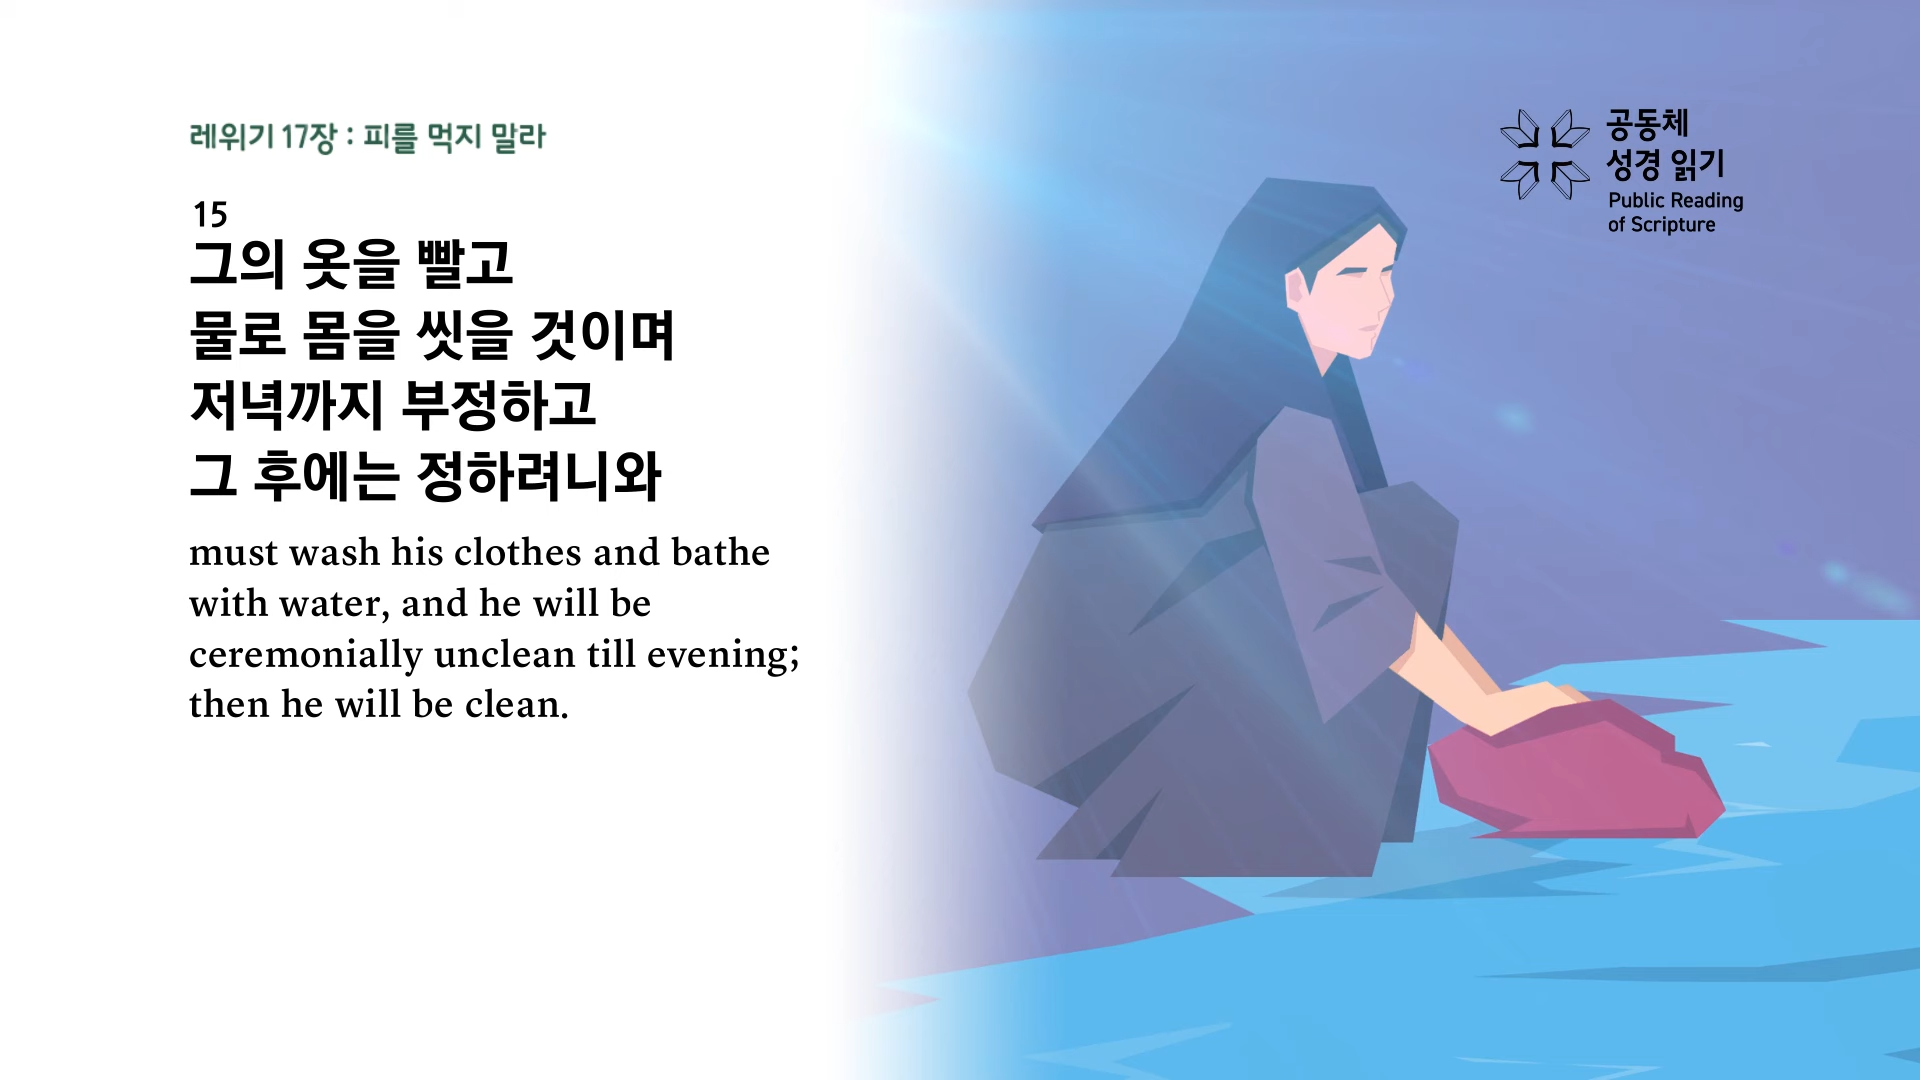 레위기 17장 : 피를 먹지 말라
15
그의 옷을 빨고
물로 몸을 씻을 것이며
저녁까지 부정하고
그 후에는 정하려니와
must wash his clothes and bathe
with water, and he will be
ceremonially unclean till evening;
then he will be clean.
공동체
성경 읽기
Public Reading
of Scripture